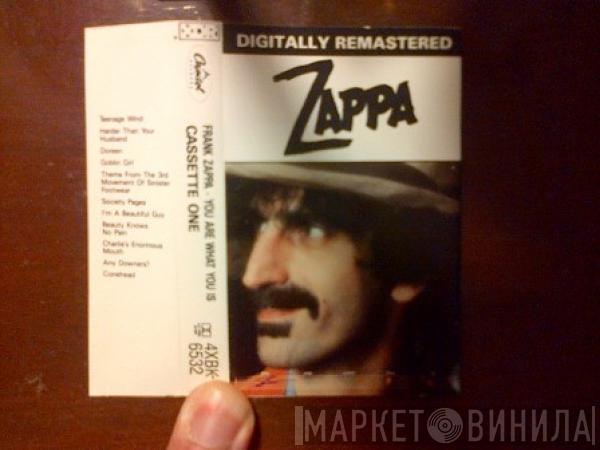 Teenage Wind
Harder Than Your
Husband
Doreen
Goblin Girl
Theme From The 3rd
Movement Of Sinister
Footwear
Society Pages
I'm A Beautiful Guy
Beauty Knows
No Pain
Charlie's Enormous
Mouth
Any Downers?
Conehead
Capitol
FRANK ZAPPA - YOU ARE WHAT YOU IS
CASSETTE ONE
4XBK-
6532
DIGITALLY REMASTERED
ZAPPA
МАРКЕТ ВИНИЛА